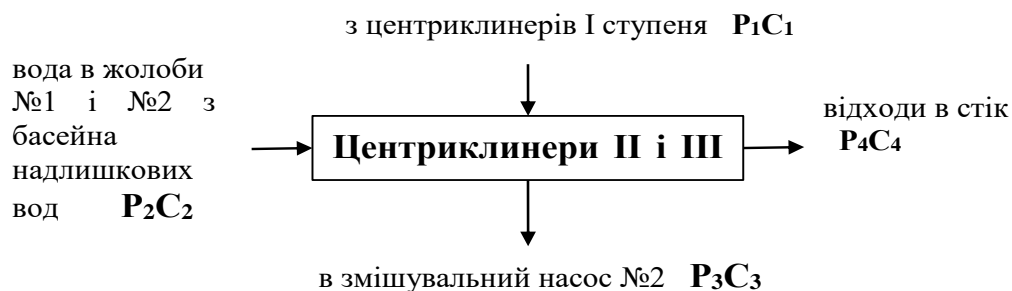 з центриклинерів І ступеня P₁C₁
вода в жолоби
№1 і №2 з
басейна
надлишкових
вод P₂C₂
Центриклинери ІІ і ІІІ
відходи в стік
P₄C₄
в змішувальний насос №2 P₃C₃